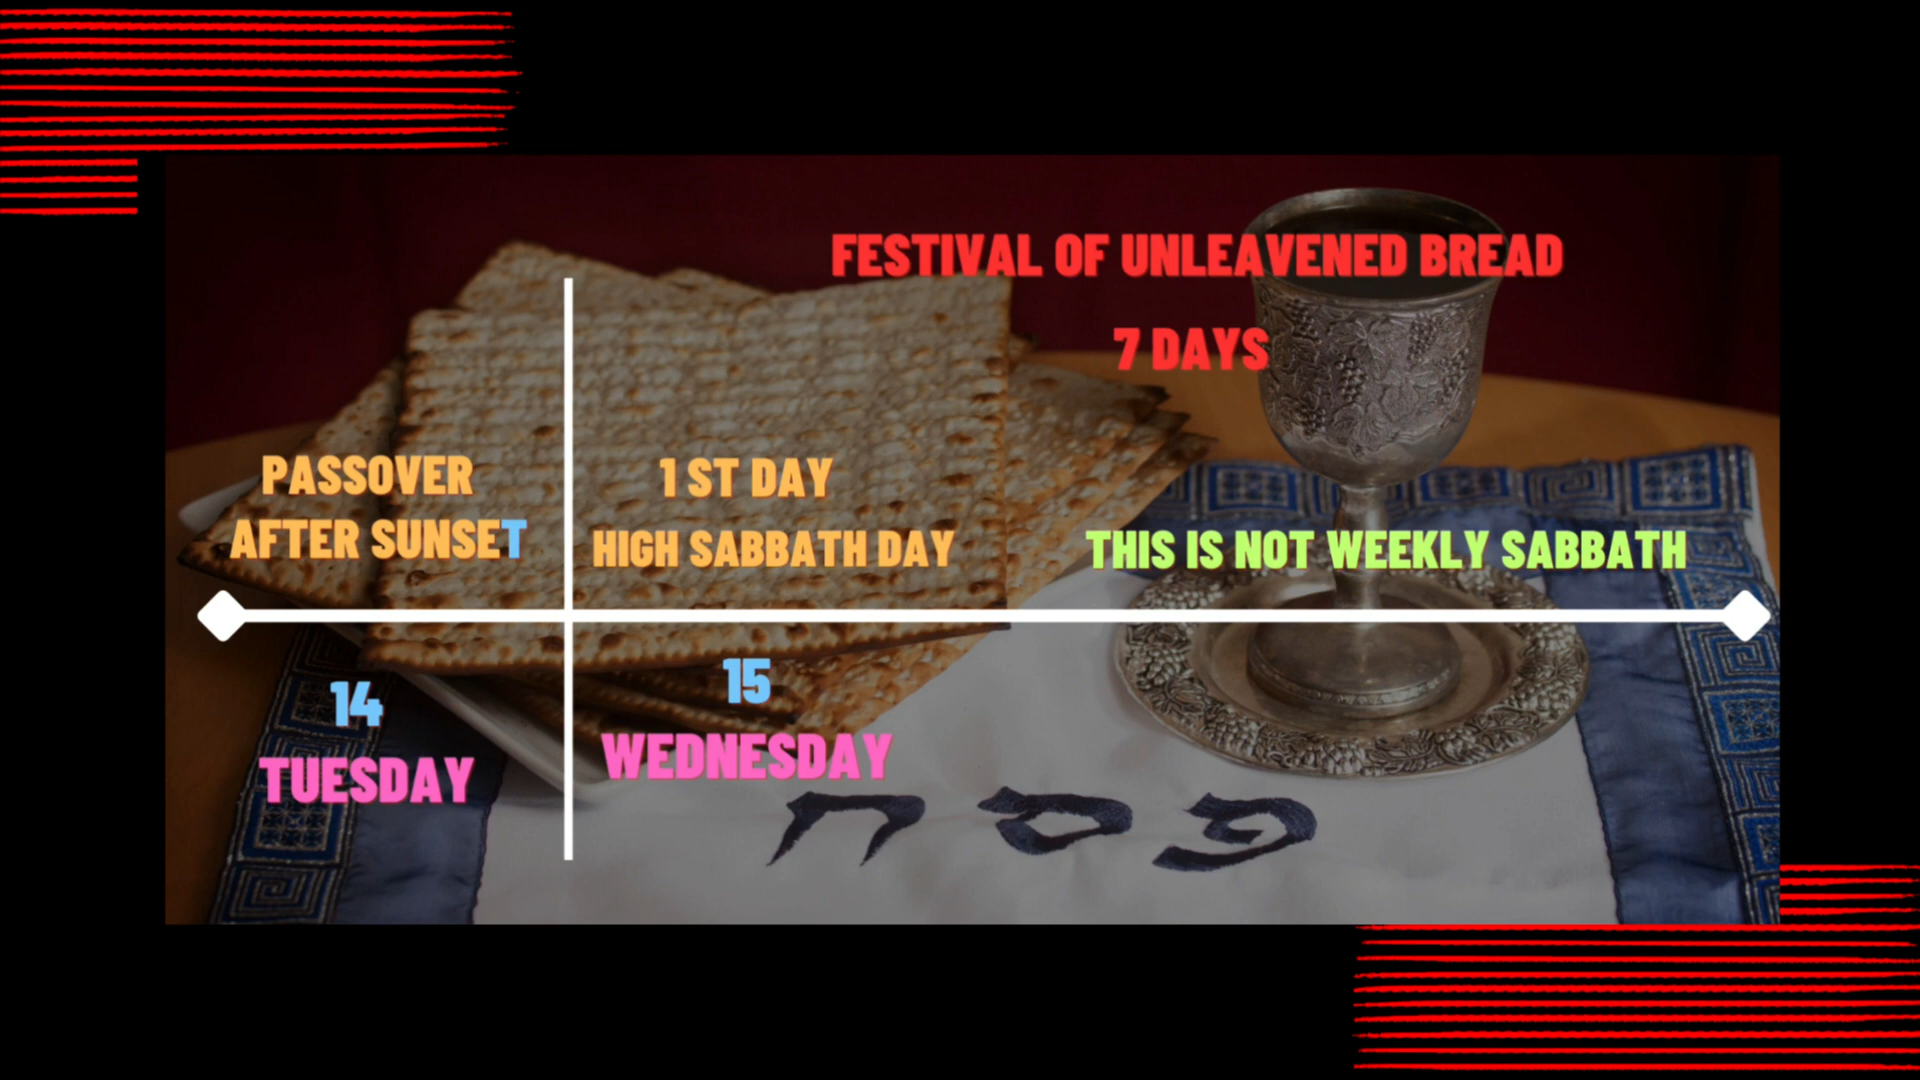 FESTIVAL OF UNLEAVENED BREAD
7 DAYS
PASSOVER
AFTER SUNSET
1 ST DAY
HIGH SABBATH DAY
THIS IS NOT WEEKLY SABBATH
14
TUESDAY
15
WEDNESDAY
פסח